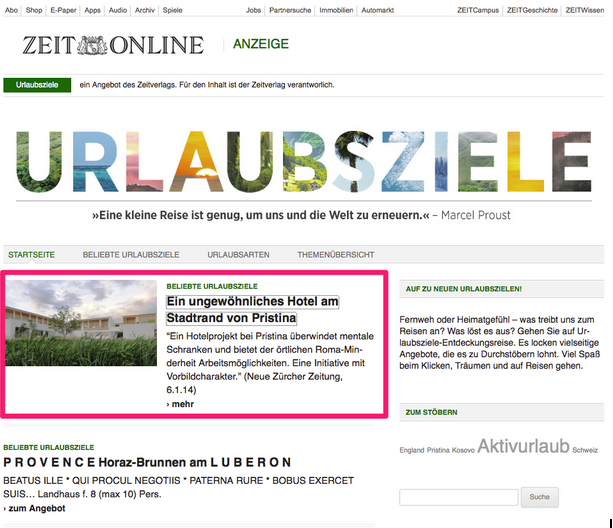 Abo | Shop | E-Paper | Apps | Audio | Archiv | Spiele
Jobs | Partnersuche | Immobilien | Automarkt
ZEITCampus | ZEITGeschichte | ZEITWissen
ZEIT ONLINE
ANZEIGE
Urlaubsziele
ein Angebot des Zeitverlags. Für den Inhalt ist der Zeitverlag verantworlich.
URLAUBSZIELE
»Eine kleine Reise ist genug, um uns und die Welt zu erneuern.« – Marcel Proust
STARTSEITE BELIEBTE URLAUBSZIELE URLAUBSARTEN THEMENÜBERSICHT
BELIEBTE URLAUBSZIELE
Ein ungewöhnliches Hotel am
Stadtrand von Pristina
"Ein Hotelprojekt bei Pristina überwindet mentale
Schranken und bietet der örtlichen Roma-Min-
derheit Arbeitsmöglichkeiten. Eine Initiative mit
Vorbildcharakter." (Neue Zürcher Zeitung,
6.1.14)
› mehr
BELIEBTE URLAUBSZIELE
P R O V E N C E Horaz-Brunnen am L U B E R O N
BEATUS ILLE * QUI PROCUL NEGOTIIS * PATERNA RURE * BOBUS EXERCET
SUIS… Landhaus f. 8 (max 10) Pers.
› zum Angebot
AUF ZU NEUEN URLAUBSZIELEN!
Fernweh oder Heimatgefühl – was treibt uns zum
Reisen an? Was löst es aus? Gehen Sie auf Ur-
laubsziele-Entdeckungsreise. Es locken vielseitige
Angebote, die es zu Durchstöbern lohnt. Viel Spaß
beim Klicken, Träumen und auf Reisen gehen.
ZUM STÖBERN
England Pristina Kosovo Aktivurlaub Schweiz
Suche